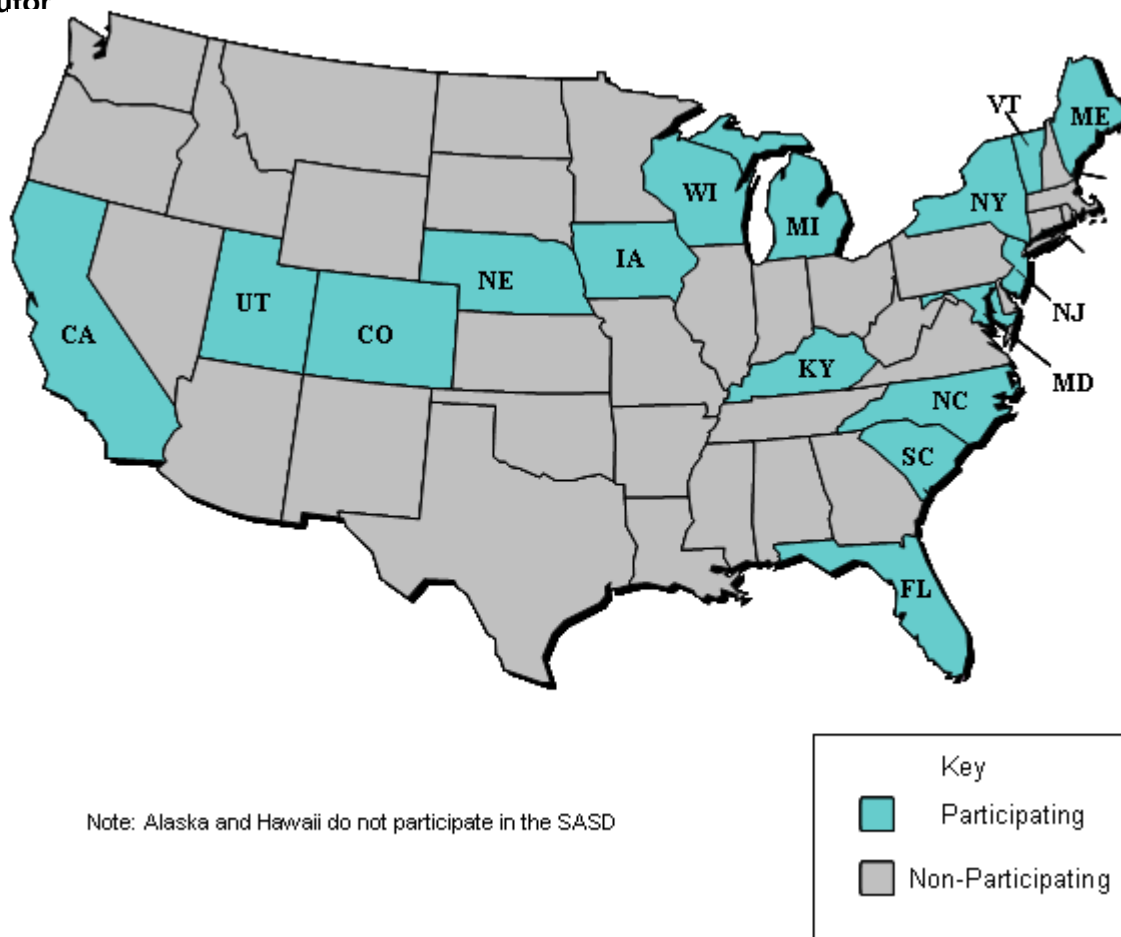 VT
ME
WI
NY
MI
IA
NE
UT
NJ
CO
CA
KY
MD
NC
SC
FL
Key
Participating
Note: Alaska and Hawaii do not participate in the SASD
Non-Participating